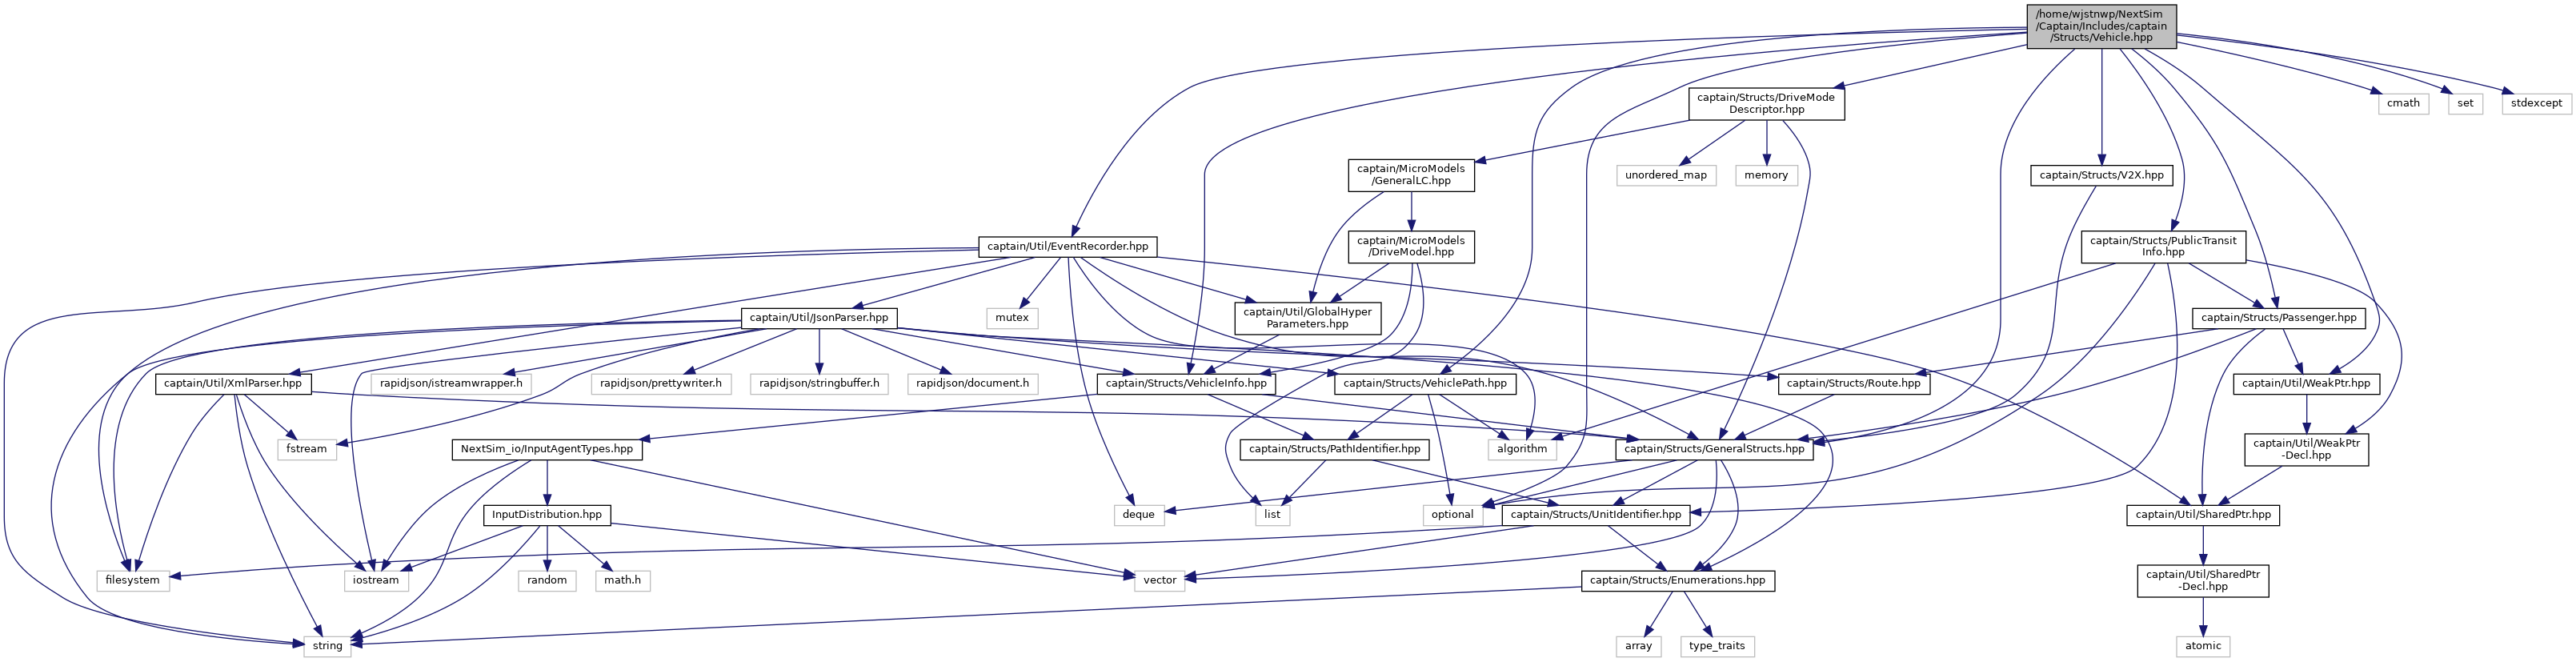 /home/wjstnwp/NextSim
/Captain/Includes/captain
/Structs/Vehicle.hpp
captain/Structs/DriveMode
Descriptor.hpp
cmath
set
stdexcept
captain/MicroModels
/GeneralLC.hpp
unordered_map
memory
captain/Structs/V2X.hpp
captain/Util/EventRecorder.hpp
captain/MicroModels
/DriveModel.hpp
captain/Structs/PublicTransit
Info.hpp
captain/Util/JsonParser.hpp
mutex
captain/Util/GlobalHyper
Parameters.hpp
captain/Structs/Passenger.hpp
captain/Util/XmlParser.hpp
rapidjson/istreamwrapper.h
rapidjson/prettywriter.h
rapidjson/stringbuffer.h
rapidjson/document.h
captain/Structs/VehicleInfo.hpp
captain/Structs/VehiclePath.hpp
captain/Structs/Route.hpp
captain/Util/WeakPtr.hpp
fstream
NextSim_io/InputAgentTypes.hpp
captain/Structs/PathIdentifier.hpp
algorithm
captain/Structs/GeneralStructs.hpp
captain/Util/WeakPtr
-Decl.hpp
InputDistribution.hpp
deque
list
optional
captain/Structs/UnitIdentifier.hpp
captain/Util/SharedPtr.hpp
filesystem
iostream
random
math.h
vector
captain/Structs/Enumerations.hpp
captain/Util/SharedPtr
-Decl.hpp
string
array
type_traits
atomic